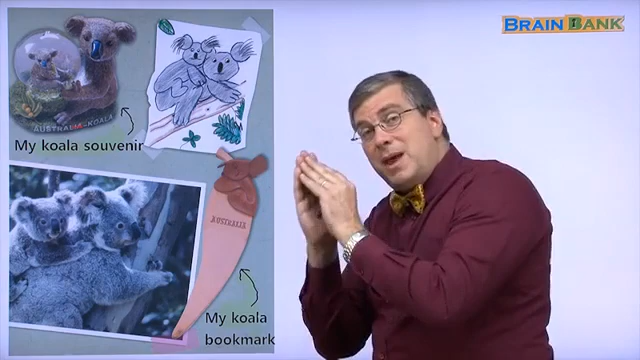 BRAIN BANK
AUSTRALIA-KOALA
My koala souvenir
AUSTRALIA
My koala
bookmark